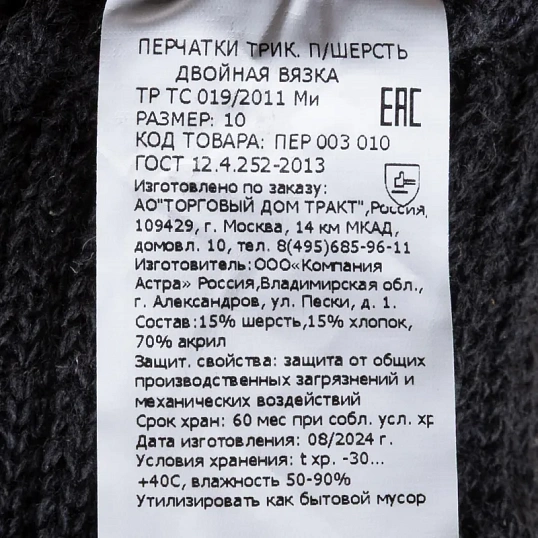 ПЕРЧАТКИ ТРИК. П/ШЕРСТЬ
ДВОЙНАЯ ВЯЗКА
ТР ТС 019/2011 Ми
EAC
РАЗМЕР: 10
КОД ТОВАРА: ПЕР 003 010
ГОСТ 12.4.252-2013
Изготовлено по заказу:
АО"ТОРГОВЫЙ ДОМ ТРАКТ",Россия,
109429, г. Москва, 14 км МКАД,
домовл. 10, тел. 8(495)685-96-11
Изготовитель:ООО«Компания
Астра» Россия,Владимирская обл.,
г. Александров, ул. Пески, д. 1.
Состав:15% шерсть,15% хлопок,
70% акрил
Защит. свойства: защита от общих
производственных загрязнений и
механических воздействий
Срок хран: 60 мес при собл. усл. хр
Дата изготовления: 08/2024 г.
Условия хранения: t хр. -30...
+40С, влажность 50-90%
Утилизировать как бытовой мусор